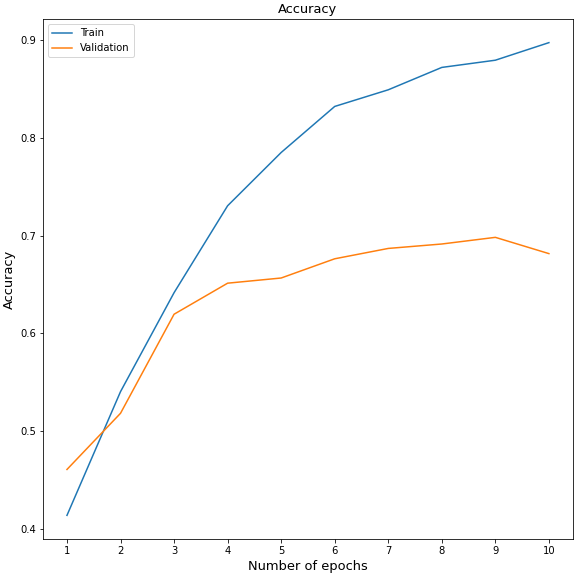 Accuracy
Train
Validation
0.9
0.8
0.7
0.6
0.5
0.4
Accuracy
1 2 3 4 5 6 7 8 9 10
Number of epochs